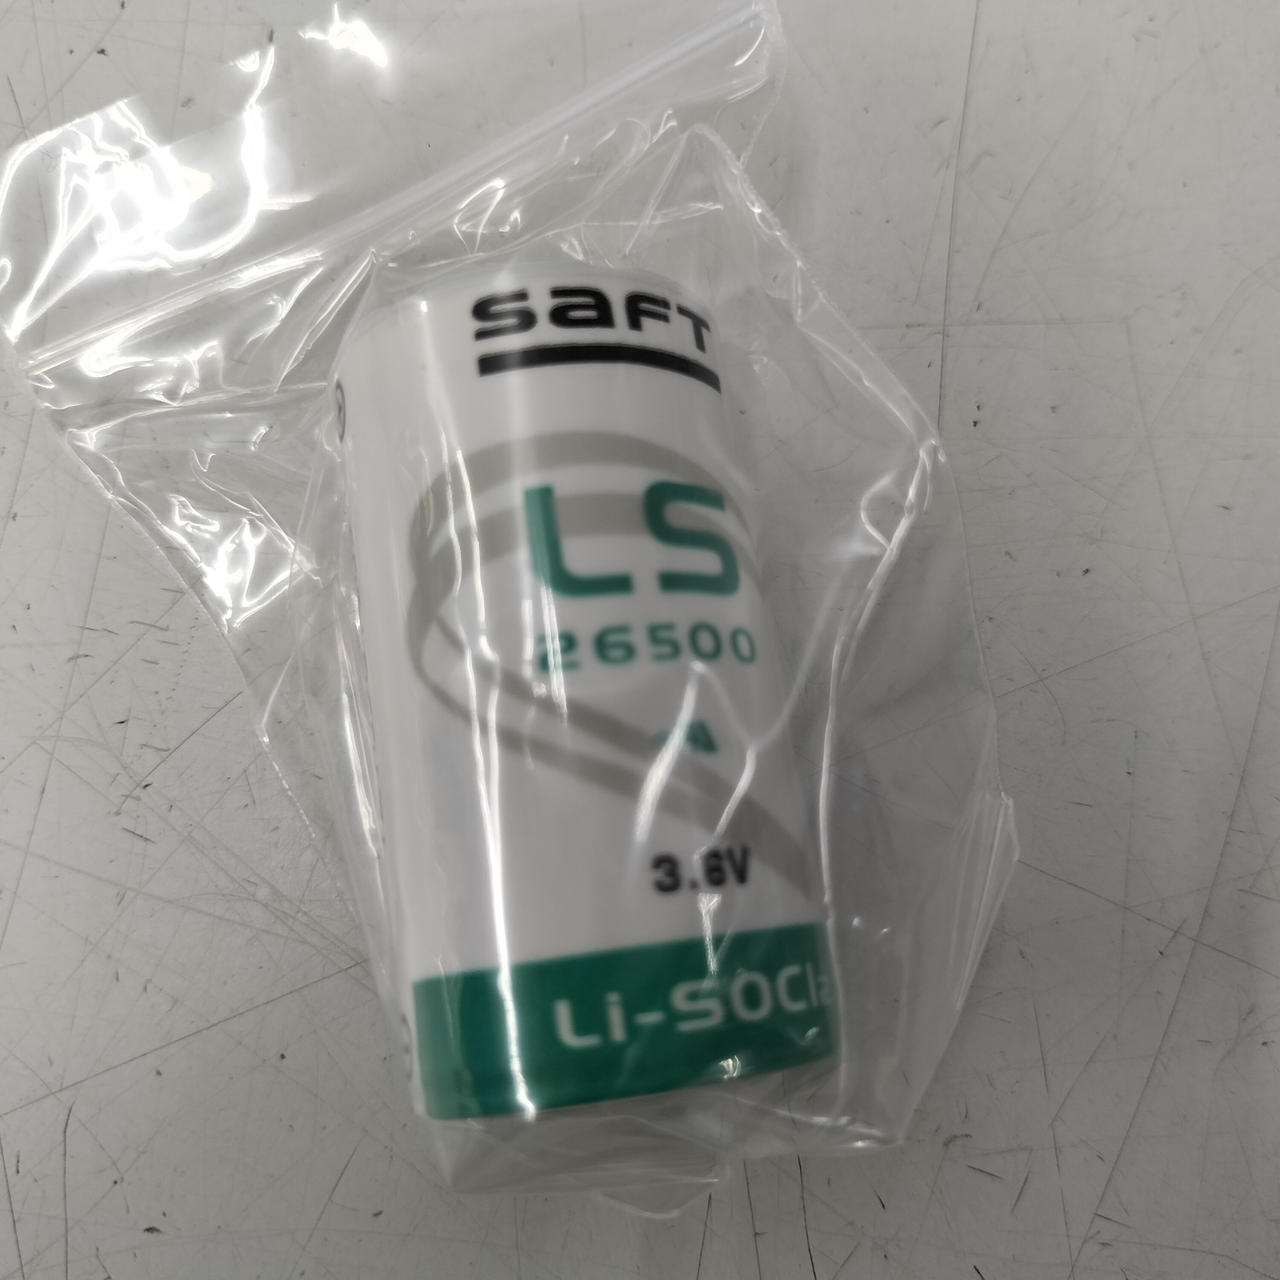 SAFT
LS
26500
3.6V
Li-SOCl₂